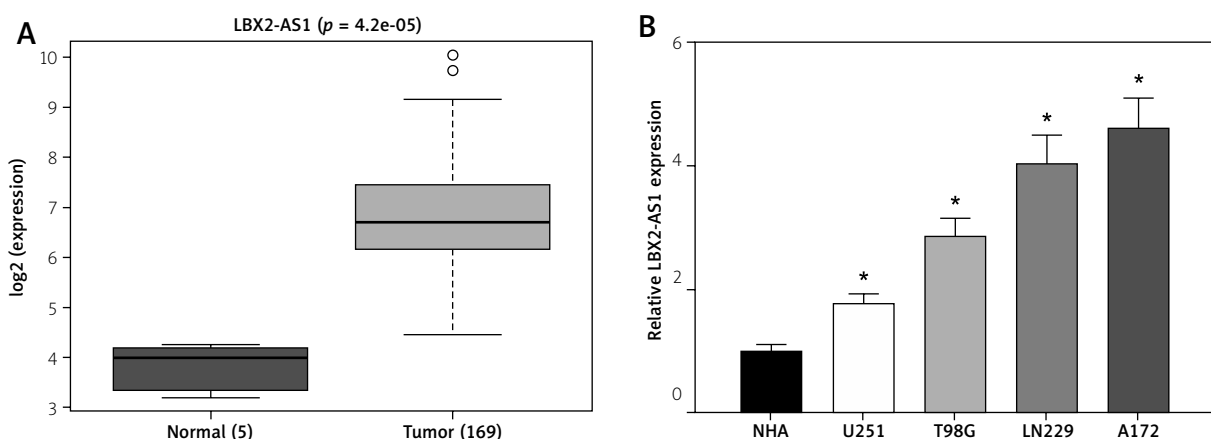 A
LBX2-AS1 (p = 4.2e-05)
log2 (expression)
10
9
8
7
6
5
4
3
Normal (5)
Tumor (169)
B
Relative LBX2-AS1 expression
6
4
2
0
*
*
*
*
NHA
U251
T98G
LN229
A172